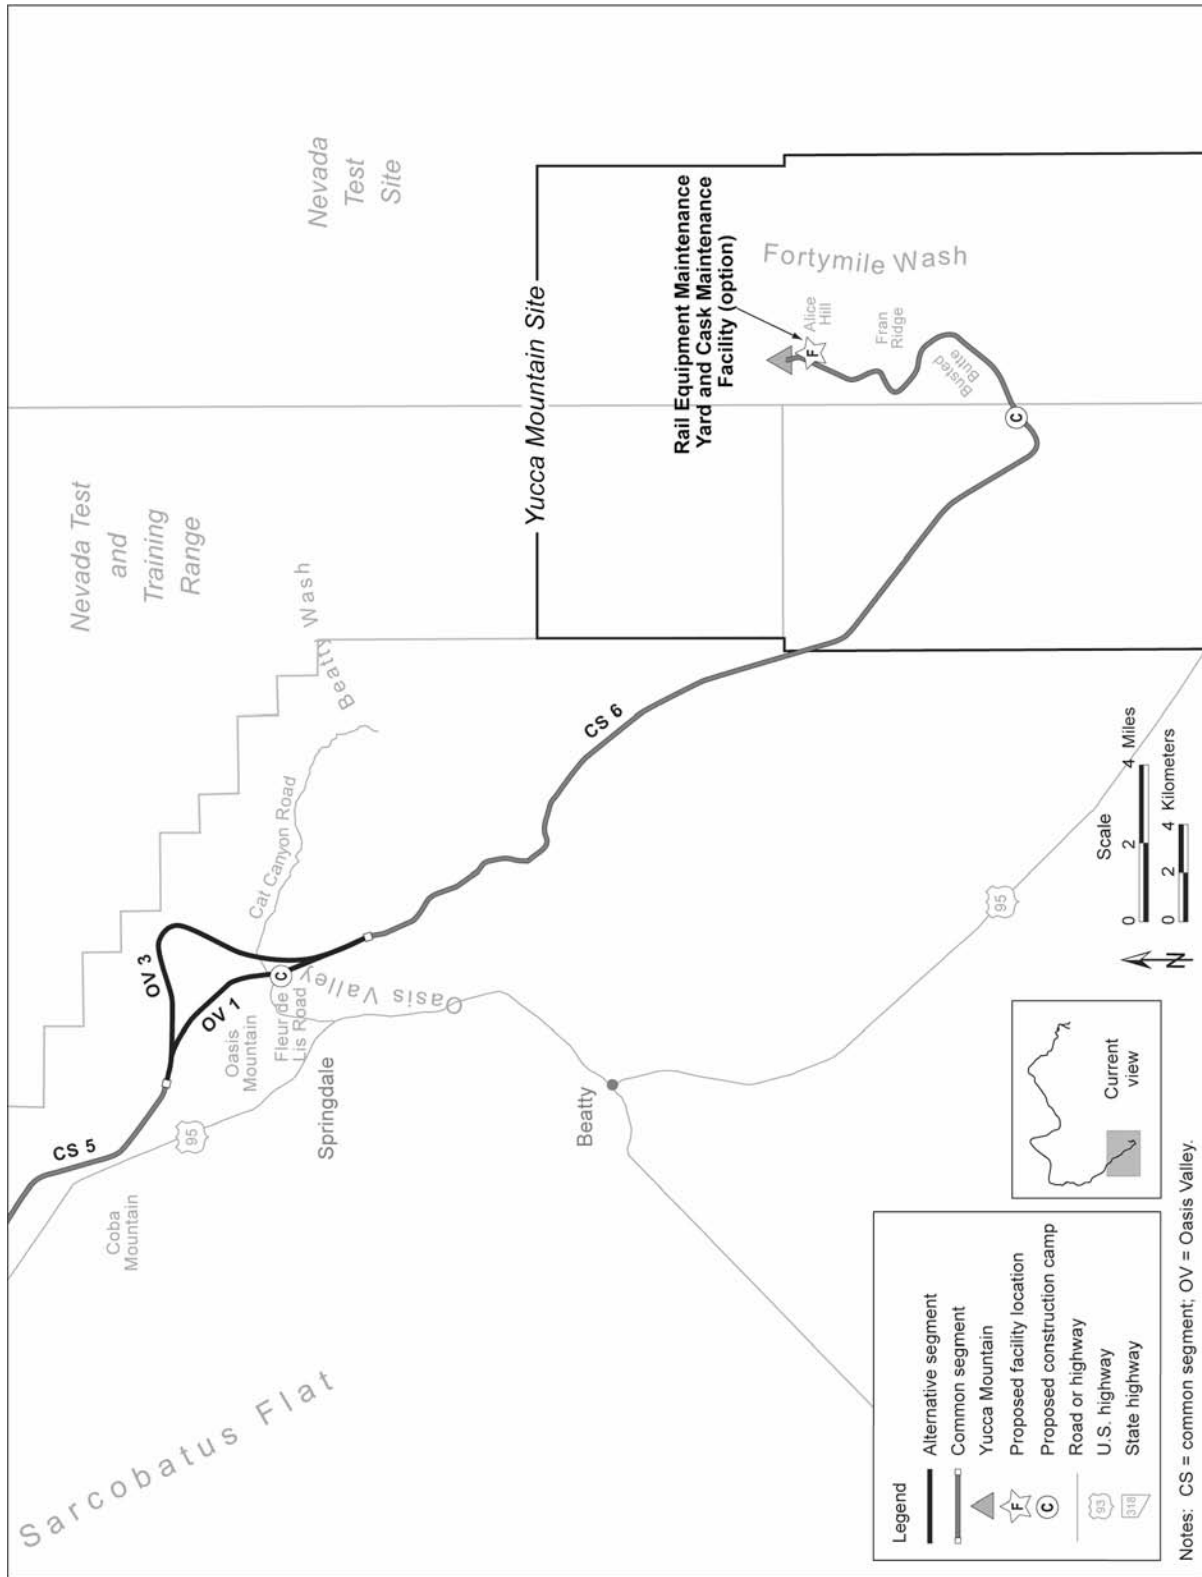 Sarcobatus Flat
Coba
Mountain
CS 5
95
OV 3
OV 1
Oasis
Mountain
Fleur de
Lis Road
C
Springdale
Oasis Valley
Cat Canyon Road
Beatty Wash
Nevada Test
and
Training
Range
Nevada
Test
Site
Beatty
CS 6
Yucca Mountain Site
Rail Equipment Maintenance
Yard and Cask Maintenance
Facility (option)
F
Alice
Hill
Fran
Ridge
Busted
Butte
Fortymile Wash
C
95
Legend
Alternative segment
Common segment
Yucca Mountain
F Proposed facility location
C Proposed construction camp
Road or highway
93 U.S. highway
318 State highway
Current
view
N
Scale
0 2 4 Miles
0 2 4 Kilometers
Notes: CS = common segment; OV = Oasis Valley.